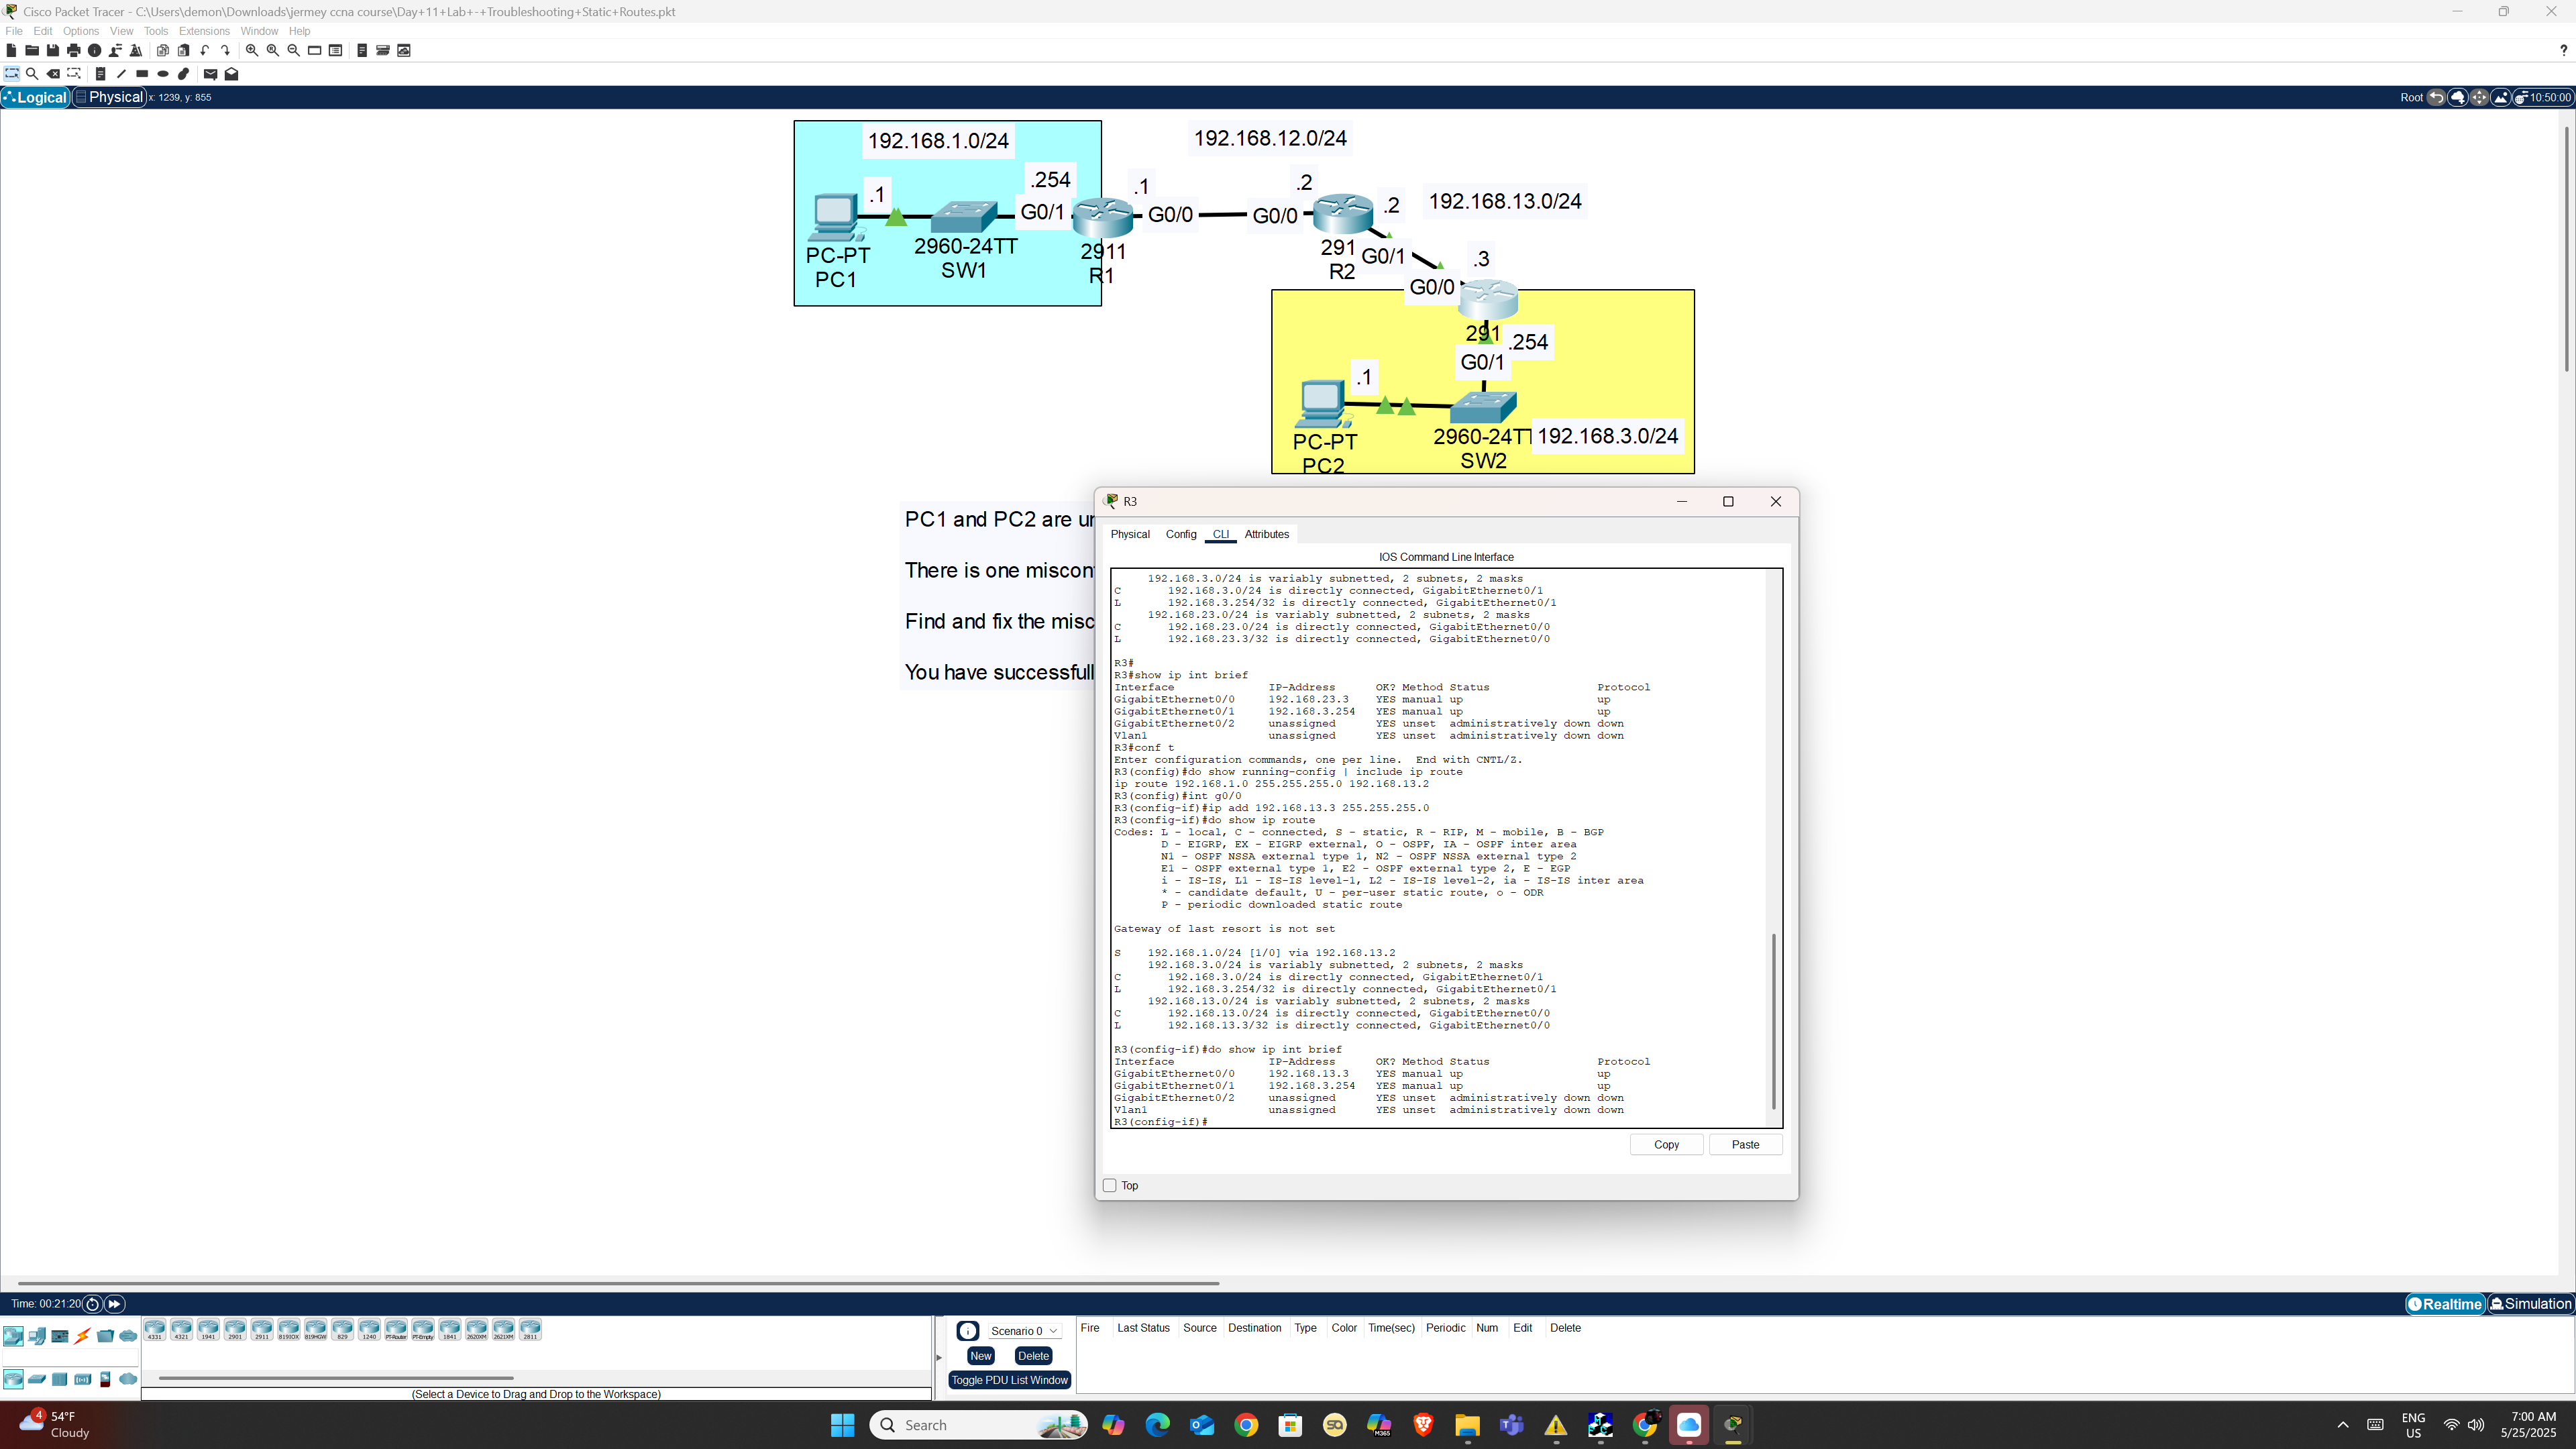 Cisco Packet Tracer - C:\Users\demon\Downloads\jermey ccna course\Day+11+Lab+-+Troubleshooting+Static+Routes.pkt
File Edit Options View Tools Extensions Window Help
?
Logical Physical x: 1239, y: 855
Root 10:50:00
192.168.1.0/24
192.168.12.0/24
.254
.1
.2
.1
.2
192.168.13.0/24
G0/1
G0/0
G0/0
PC-PT
PC1
2960-24TT
SW1
2911
R1
291
R2
G0/1
.3
G0/0
291
.254
G0/1
.1
PC-PT
PC2
2960-24TT
SW2
192.168.3.0/24
PC1 and PC2 are
There is one
Find and fix the
You have
R3
Physical Config CLI Attributes
IOS Command Line Interface
192.168.3.0/24 is variably subnetted, 2 subnets, 2 masks
C 192.168.3.0/24 is directly connected, GigabitEthernet0/1
L 192.168.3.254/32 is directly connected, GigabitEthernet0/1
192.168.23.0/24 is variably subnetted, 2 subnets, 2 masks
C 192.168.23.0/24 is directly connected, GigabitEthernet0/0
L 192.168.23.3/32 is directly connected, GigabitEthernet0/0
R3#
R3#show ip int brief
Interface IP-Address OK? Method Status Protocol
GigabitEthernet0/0 192.168.23.3 YES manual up up
GigabitEthernet0/1 192.168.3.254 YES manual up up
GigabitEthernet0/2 unassigned YES unset administratively down down
Vlan1 unassigned YES unset administratively down down
R3#conf t
Enter configuration commands, one per line. End with CNTL/Z.
R3(config)#do show running-config | include ip route
ip route 192.168.1.0 255.255.255.0 192.168.13.2
R3(config)#int g0/0
R3(config-if)#ip add 192.168.13.3 255.255.255.0
R3(config-if)#do show ip route
Codes: L - local, C - connected, S - static, R - RIP, M - mobile, B - BGP
D - EIGRP, EX - EIGRP external, O - OSPF, IA - OSPF inter area
N1 - OSPF NSSA external type 1, N2 - OSPF NSSA external type 2
E1 - OSPF external type 1, E2 - OSPF external type 2, E - EGP
i - IS-IS, L1 - IS-IS level-1, L2 - IS-IS level-2, ia - IS-IS inter area
* - candidate default, U - per-user static route, o - ODR
P - periodic downloaded static route
Gateway of last resort is not set
S 192.168.1.0/24 [1/0] via 192.168.13.2
192.168.3.0/24 is variably subnetted, 2 subnets, 2 masks
C 192.168.3.0/24 is directly connected, GigabitEthernet0/1
L 192.168.3.254/32 is directly connected, GigabitEthernet0/1
192.168.13.0/24 is variably subnetted, 2 subnets, 2 masks
C 192.168.13.0/24 is directly connected, GigabitEthernet0/0
L 192.168.13.3/32 is directly connected, GigabitEthernet0/0
R3(config-if)#do show ip int brief
Interface IP-Address OK? Method Status Protocol
GigabitEthernet0/0 192.168.13.3 YES manual up up
GigabitEthernet0/1 192.168.3.254 YES manual up up
GigabitEthernet0/2 unassigned YES unset administratively down down
Vlan1 unassigned YES unset administratively down down
R3(config-if)#
Copy Paste
Top
Time: 00:21:20
Realtime Simulation
4331 4321 1941 2901 2911 819IOX 819HGW 829 1240 PT-Router PT-Empty 1841 2620XM 2621XM 2811
(Select a Device to Drag and Drop to the Workspace)
Scenario 0
New Delete
Toggle PDU List Window
Fire Last Status Source Destination Type Color Time(sec) Periodic Num Edit Delete
4
54°F
Cloudy
Search
M365
ENG
US
7:00 AM
5/25/2025